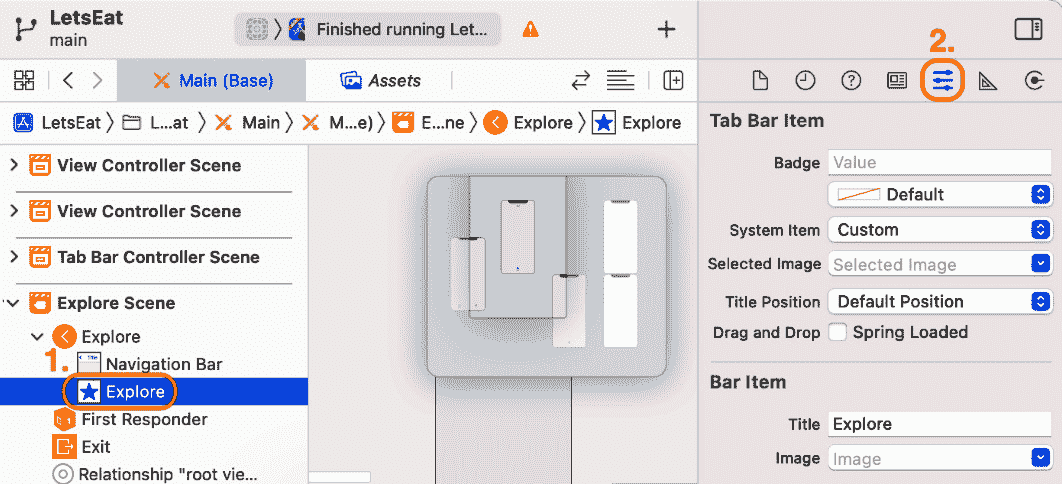 LetsEat
main
Finished running Let...
2.
Main (Base)
Assets
LetsEat
L...at
Main
M...e)
E...ne
Explore
Explore
View Controller Scene
View Controller Scene
Tab Bar Controller Scene
Explore Scene
Explore
1.
Navigation Bar
Explore
First Responder
Exit
Relationship "root vie...
Tab Bar Item
Badge Value
Default
System Item Custom
Selected Image Selected Image
Title Position Default Position
Drag and Drop Spring Loaded
Bar Item
Title Explore
Image Image